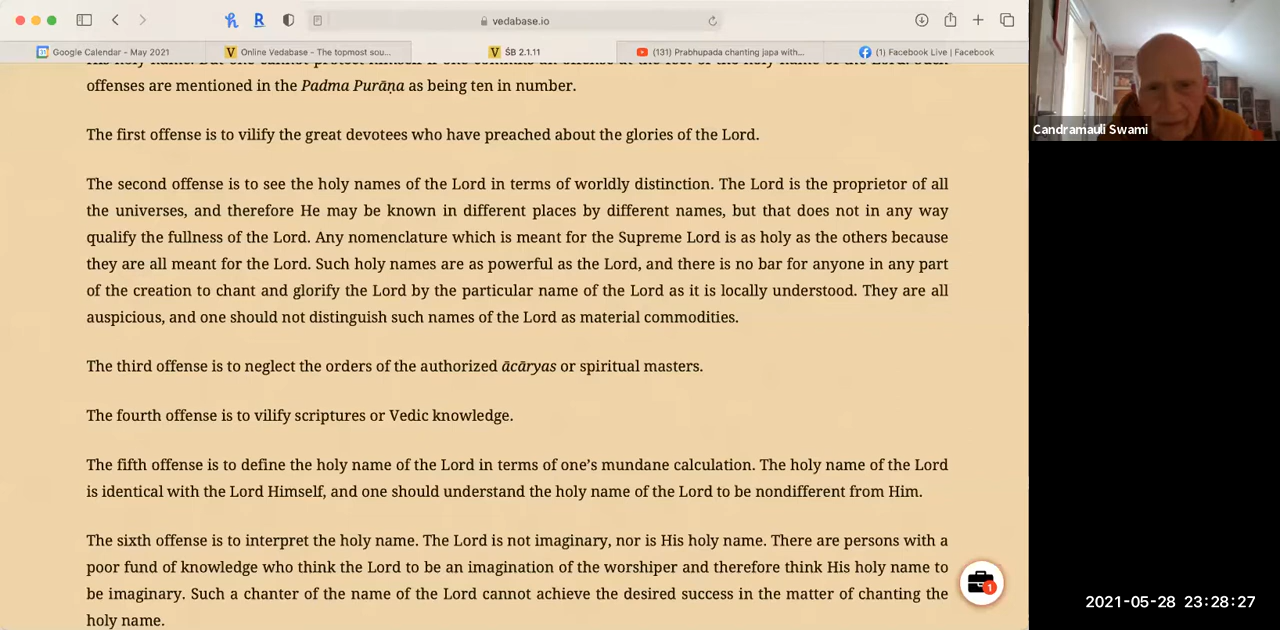 vedabase.io
Google Calendar - May 2021
Online Vedabase - The topmost sou...
ŚB 2.1.11
(131) Prabhupada chanting japa with...
(1) Facebook Live | Facebook
offenses are mentioned in the Padma Purāṇa as being ten in number.
The first offense is to vilify the great devotees who have preached about the glories of the Lord.
The second offense is to see the holy names of the Lord in terms of worldly distinction. The Lord is the proprietor of all
the universes, and therefore He may be known in different places by different names, but that does not in any way
qualify the fullness of the Lord. Any nomenclature which is meant for the Supreme Lord is as holy as the others because
they are all meant for the Lord. Such holy names are as powerful as the Lord, and there is no bar for anyone in any part
of the creation to chant and glorify the Lord by the particular name of the Lord as it is locally understood. They are all
auspicious, and one should not distinguish such names of the Lord as material commodities.
The third offense is to neglect the orders of the authorized ācāryas or spiritual masters.
The fourth offense is to vilify scriptures or Vedic knowledge.
The fifth offense is to define the holy name of the Lord in terms of one's mundane calculation. The holy name of the Lord
is identical with the Lord Himself, and one should understand the holy name of the Lord to be nondifferent from Him.
The sixth offense is to interpret the holy name. The Lord is not imaginary, nor is His holy name. There are persons with a
poor fund of knowledge who think the Lord to be an imagination of the worshiper and therefore think His holy name to
be imaginary. Such a chanter of the name of the Lord cannot achieve the desired success in the matter of chanting the
holy name.
1
Candramauli Swami
2021-05-28 23:28:27